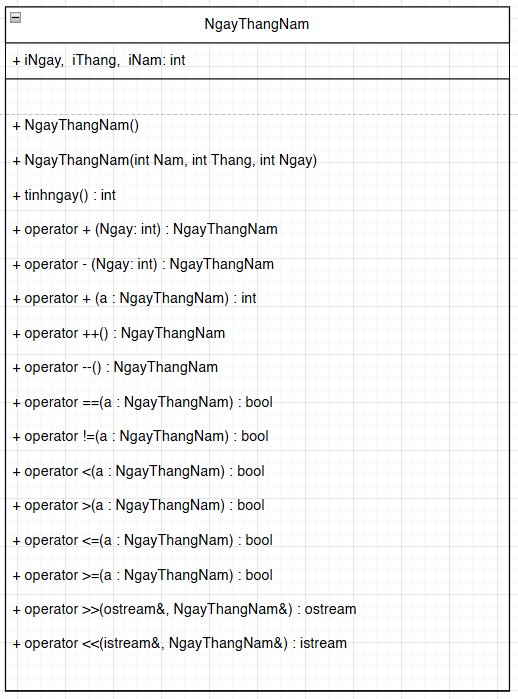 NgayThangNam
+ iNgay, iThang, iNam: int
+ NgayThangNam()
+ NgayThangNam(int Nam, int Thang, int Ngay)
+ tinhngay() : int
+ operator + (Ngay: int) : NgayThangNam
+ operator - (Ngay: int) : NgayThangNam
+ operator + (a : NgayThangNam) : int
+ operator ++() : NgayThangNam
+ operator --() : NgayThangNam
+ operator ==(a : NgayThangNam) : bool
+ operator !=(a : NgayThangNam) : bool
+ operator <(a : NgayThangNam) : bool
+ operator >(a : NgayThangNam) : bool
+ operator <=(a : NgayThangNam) : bool
+ operator >=(a : NgayThangNam) : bool
+ operator >>(ostream&, NgayThangNam&) : ostream
+ operator <<(istream&, NgayThangNam&) : istream